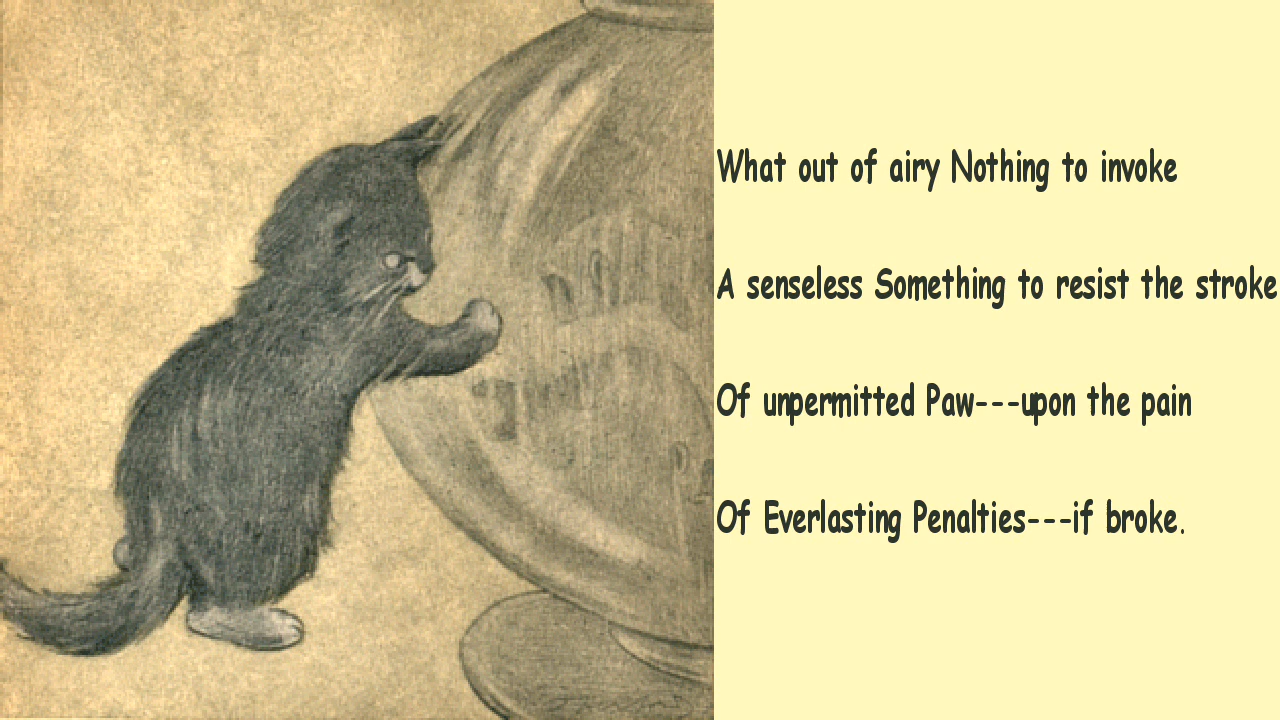 What out of airy Nothing to invoke
A senseless Something to resist the stroke
Of unpermitted Paw---upon the pain
Of Everlasting Penalties---if broke.